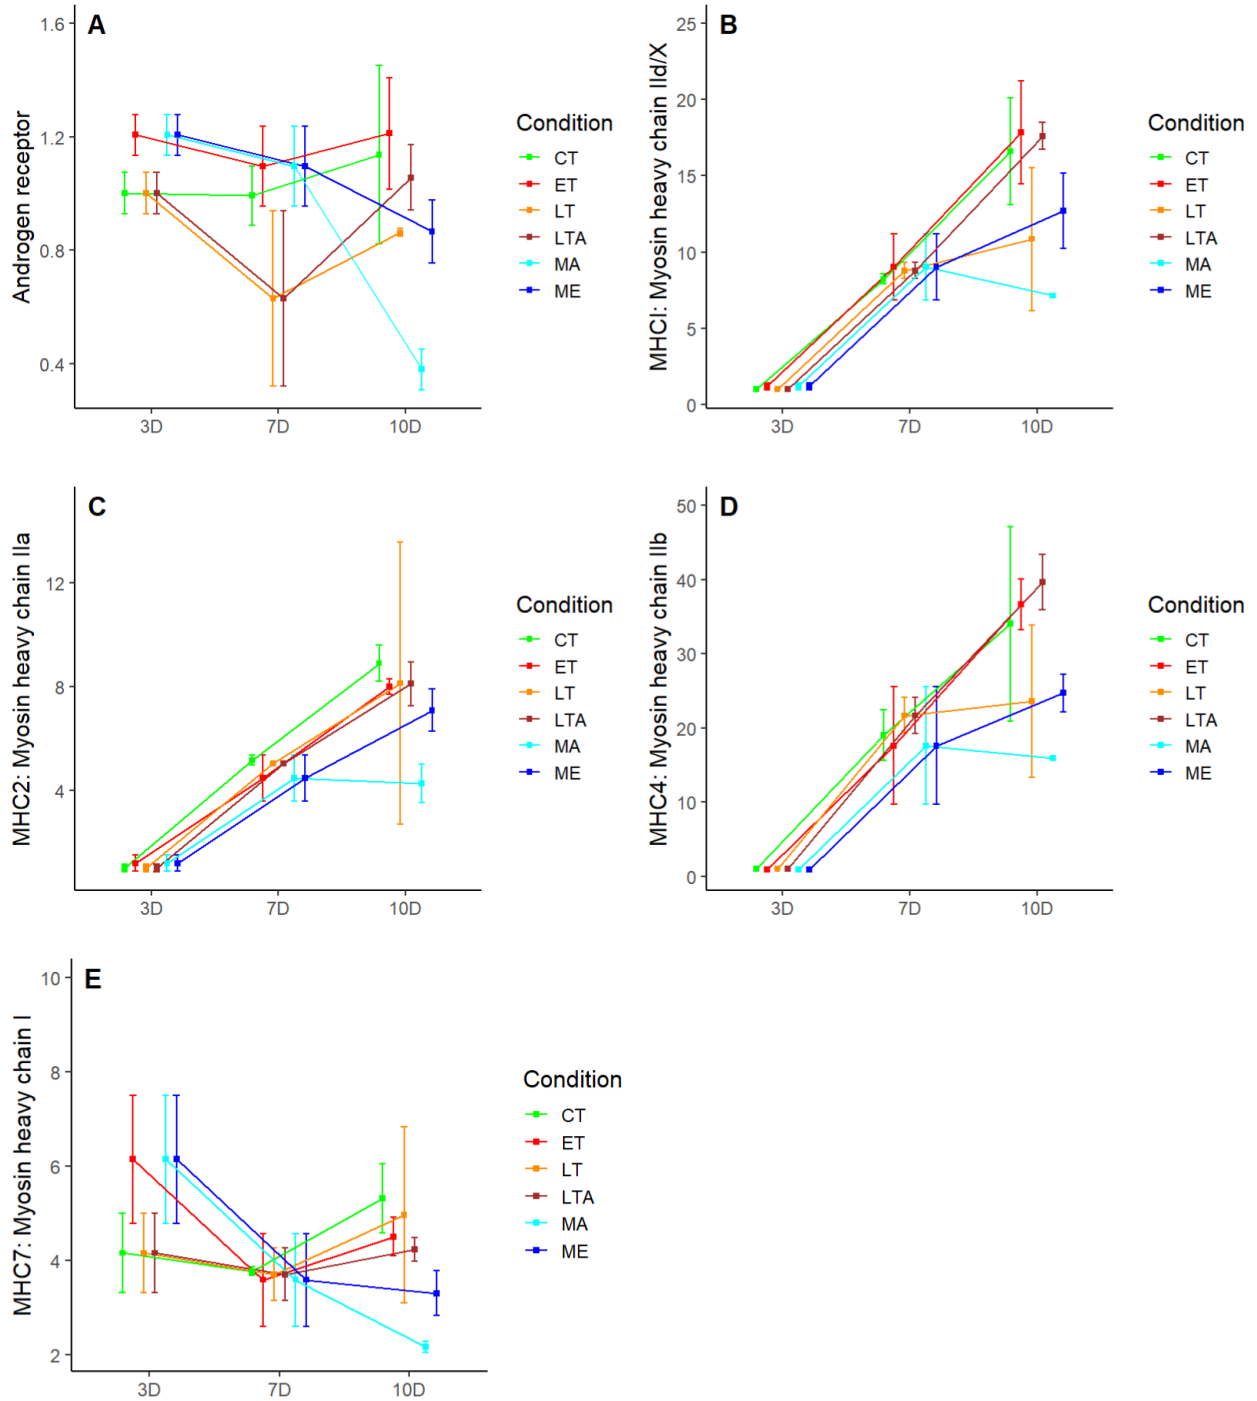 A
Androgen receptor
1.6
1.2
0.8
0.4
3D
7D
10D
Condition
CT
ET
LT
LTA
MA
ME
B
MHCI: Myosin heavy chain IId/X
25
20
15
10
5
0
3D
7D
10D
Condition
CT
ET
LT
LTA
MA
ME
C
MHC2: Myosin heavy chain IIa
12
8
4
3D
7D
10D
Condition
CT
ET
LT
LTA
MA
ME
D
MHC4: Myosin heavy chain IIb
50
40
30
20
10
0
3D
7D
10D
Condition
CT
ET
LT
LTA
MA
ME
E
MHC7: Myosin heavy chain I
10
8
6
4
2
3D
7D
10D
Condition
CT
ET
LT
LTA
MA
ME